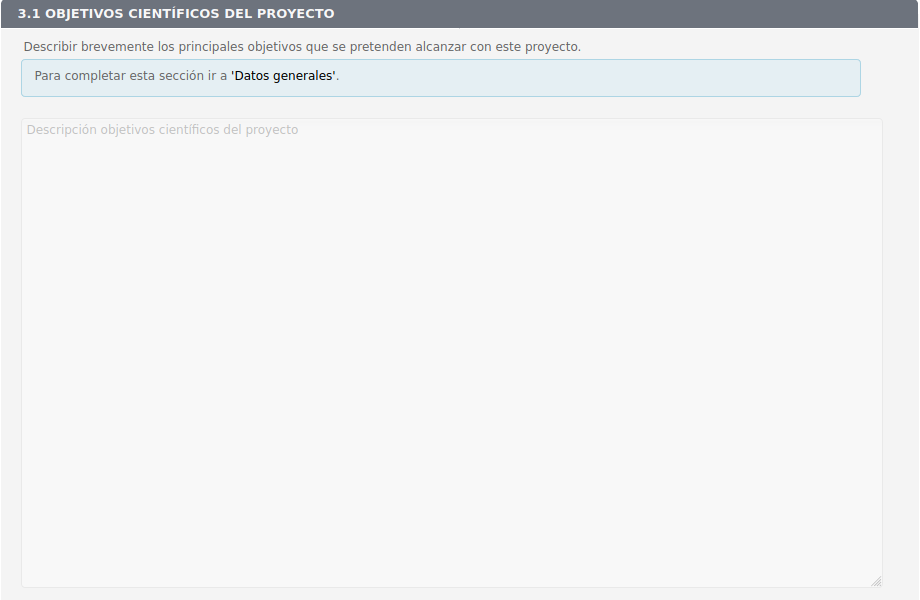 3.1 OBJETIVOS CIENTÍFICOS DEL PROYECTO
Describir brevemente los principales objetivos que se pretenden alcanzar con este proyecto.
Para completar esta sección ir a 'Datos generales'.
Descripción objetivos científicos del proyecto